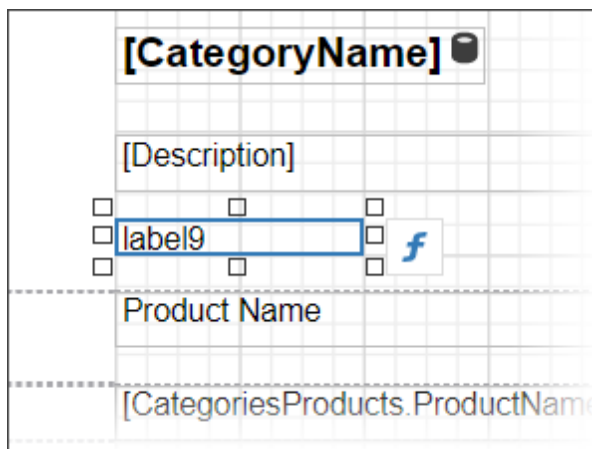 [CategoryName]
[Description]
label9
f
Product Name
[CategoriesProducts.ProductName